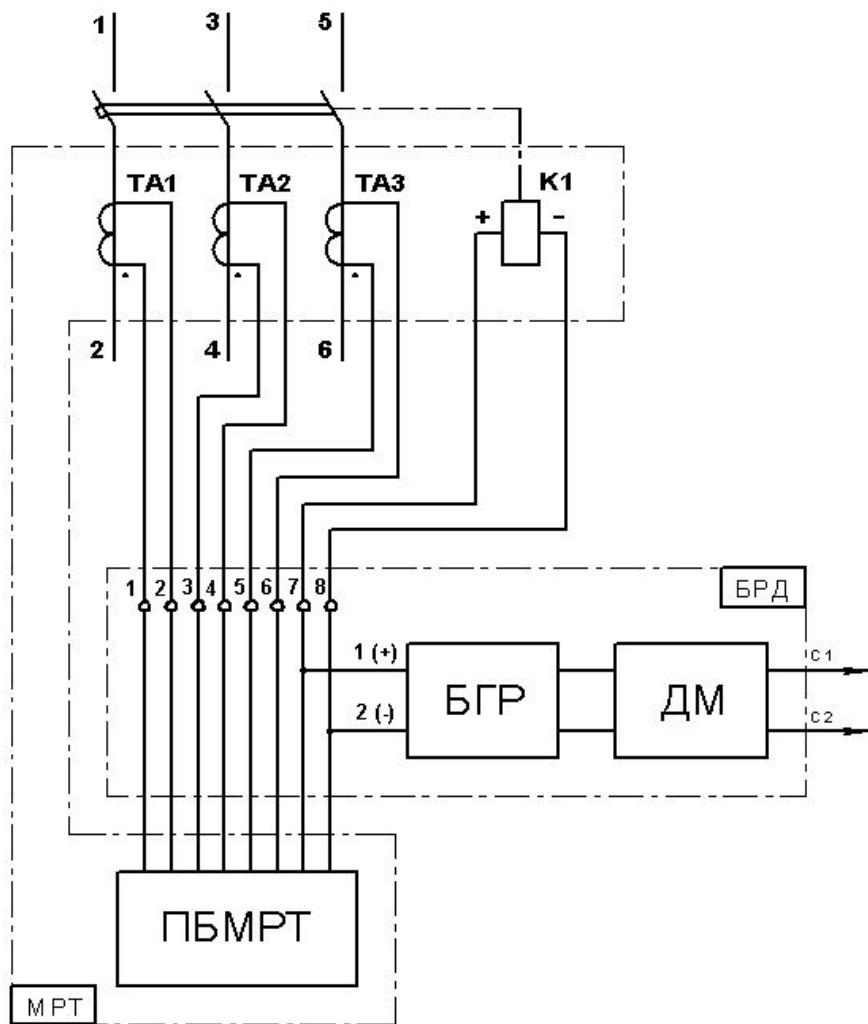 1 3 5
TA1 TA2 TA3 K1
+ −
2 4 6
1 2 3 4 5 6 7 8
БРД
1 (+)
C1
БГР ДМ
2 (-)
C2
ПБМРТ
МРТ